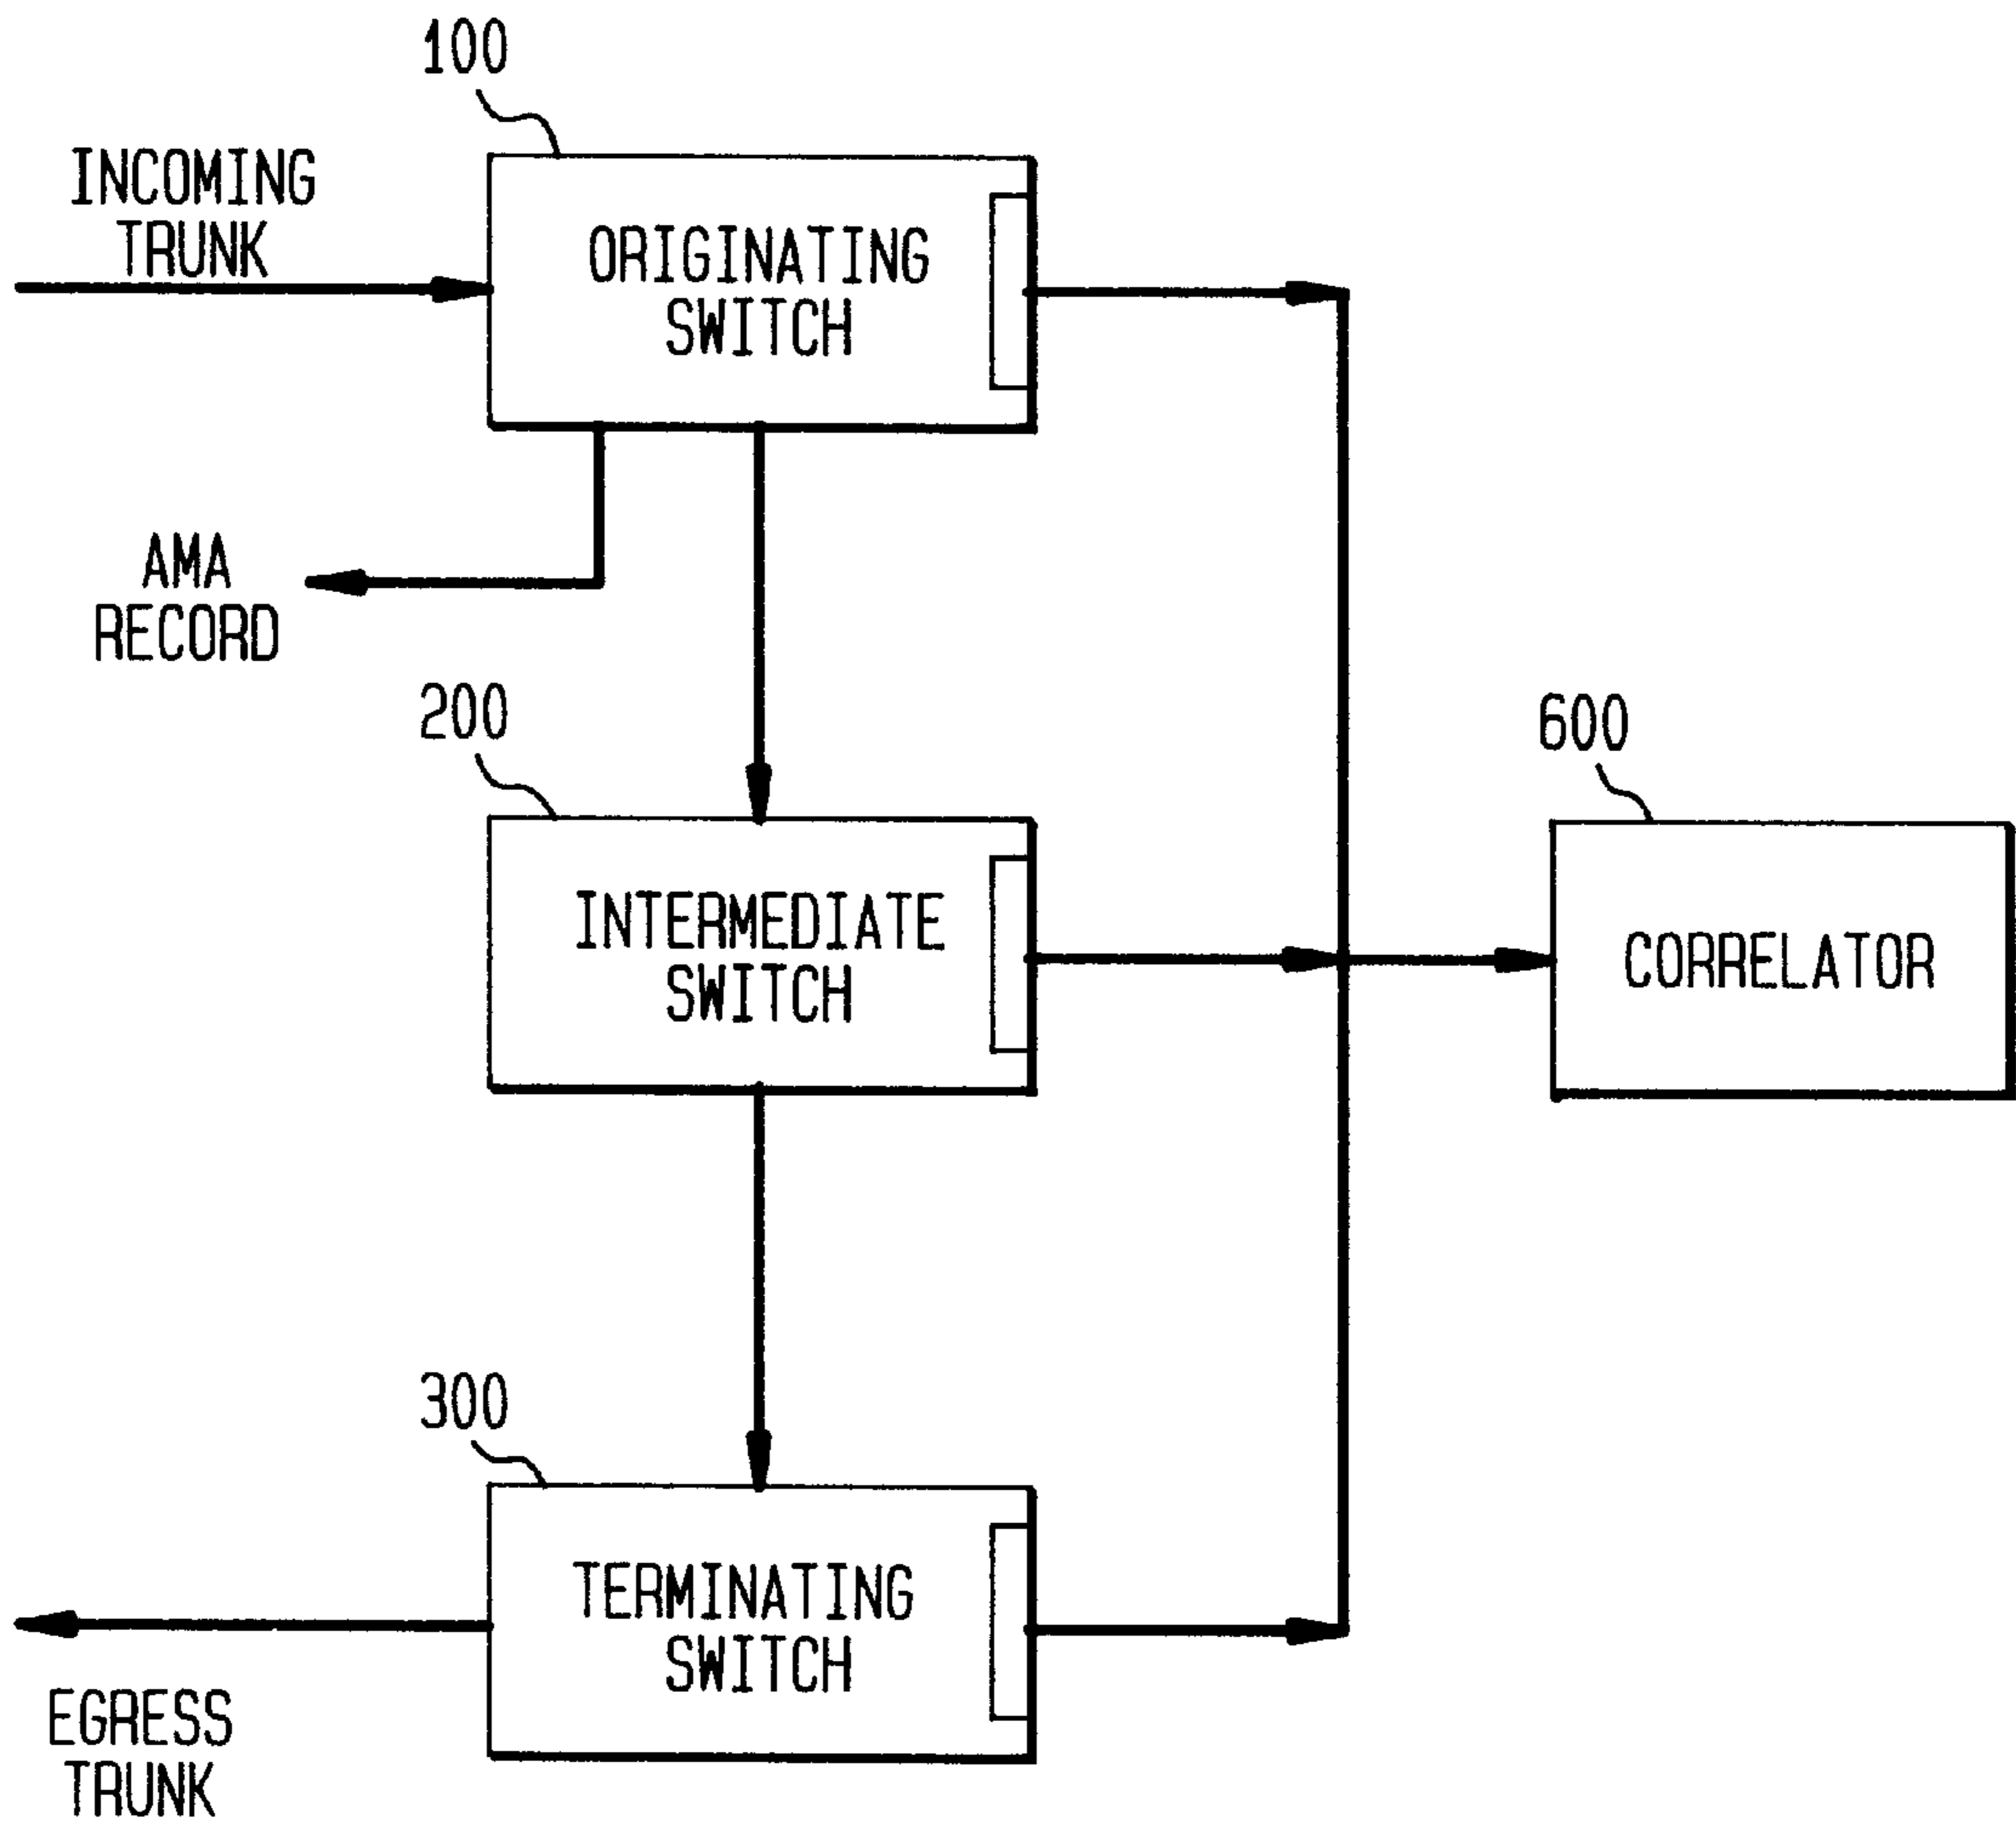 100
INCOMING
TRUNK
ORIGINATING
SWITCH
AMA
RECORD
200
600
INTERMEDIATE
SWITCH
CORRELATOR
300
TERMINATING
SWITCH
EGRESS
TRUNK